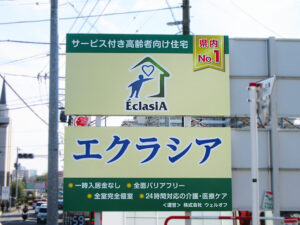 サービス付き高齢者向け住宅
県内
No.1
ÉclasiA
エクラシア
●一時入居金なし ●全面バリアフリー
●全室完全個室 ●24時間対応の介護・医療ケア
<運営> 株式会社 ウェルオフ